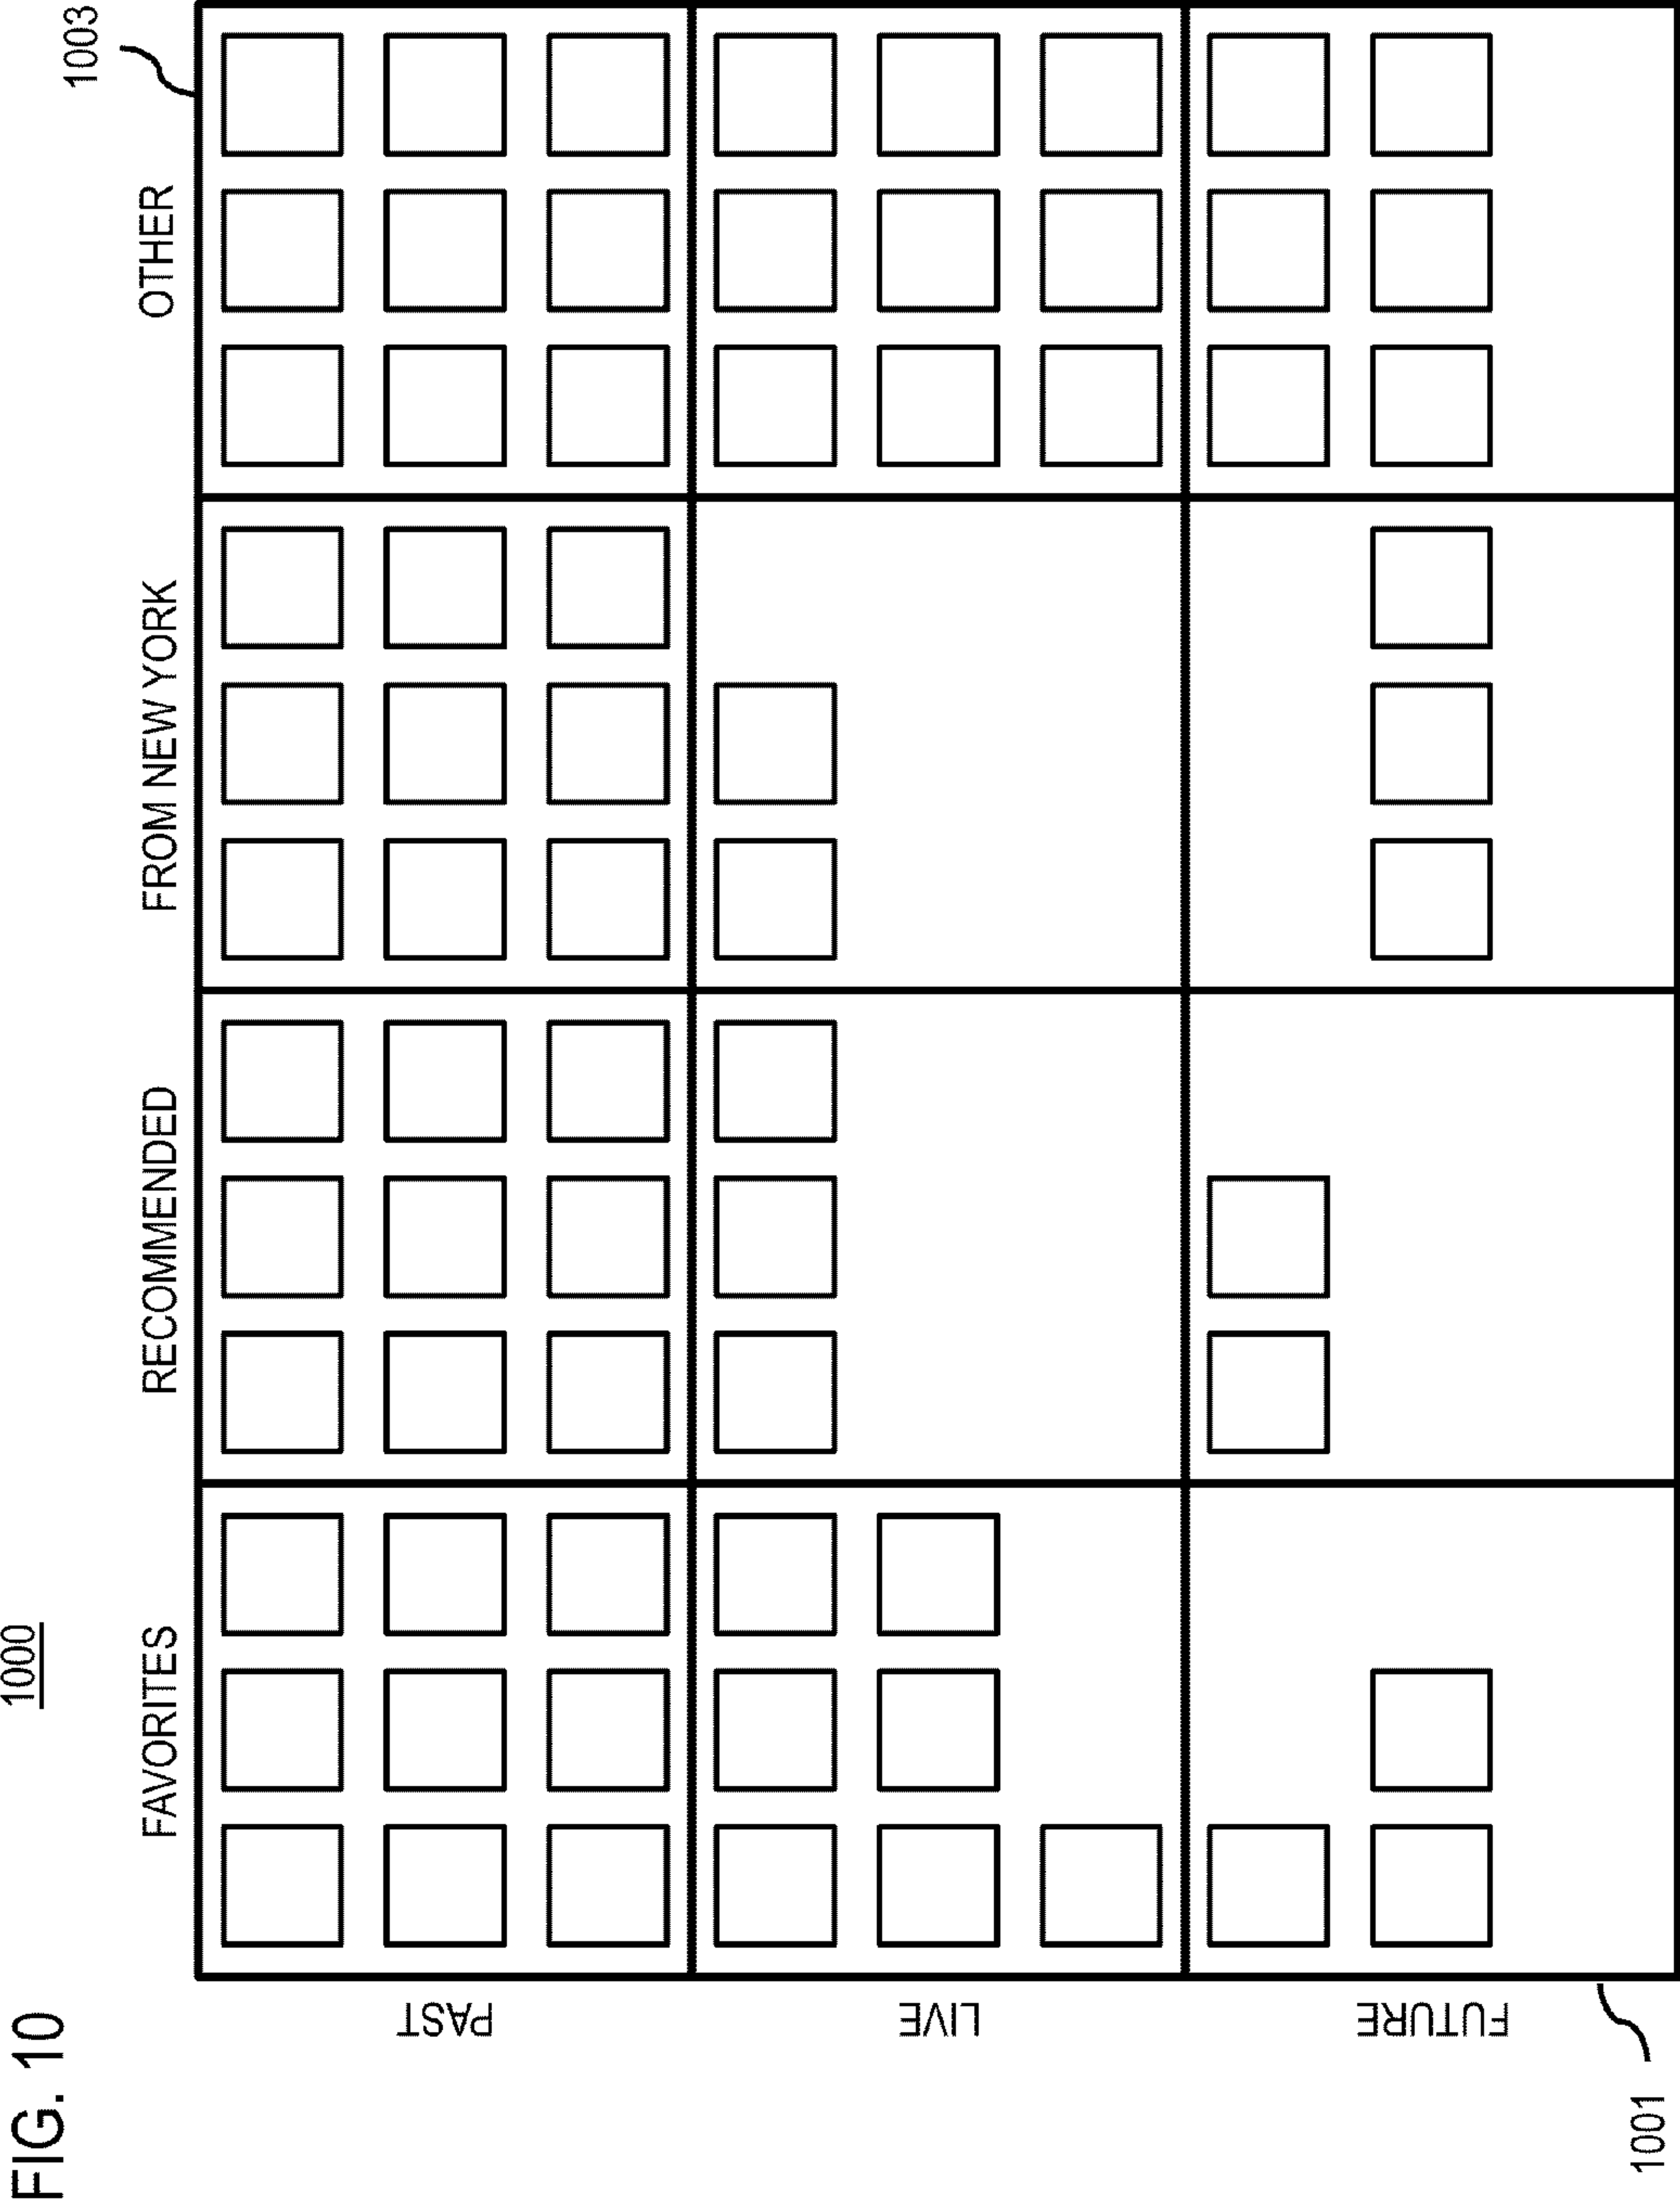 FIG. 10
1000
FAVORITES
RECOMMENDED
FROM NEW YORK
OTHER
1003
PAST
LIVE
FUTURE
1001